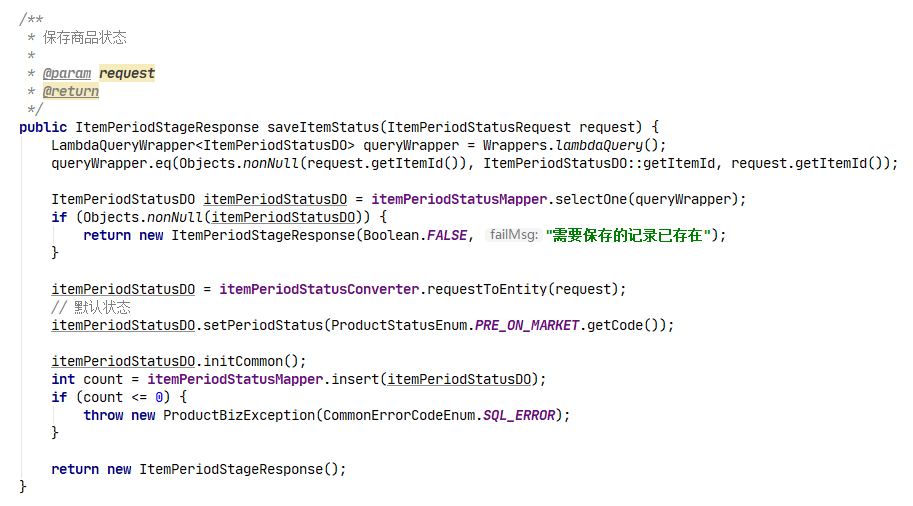 /**
 * 保存商品状态
 *
 * @param request
 * @return
 */
public ItemPeriodStageResponse saveItemStatus(ItemPeriodStatusRequest request) {
    LambdaQueryWrapper<ItemPeriodStatusDO> queryWrapper = Wrappers.lambdaQuery();
    queryWrapper.eq(Objects.nonNull(request.getItemId()), ItemPeriodStatusDO::getItemId, request.getItemId());

    ItemPeriodStatusDO itemPeriodStatusDO = itemPeriodStatusMapper.selectOne(queryWrapper);
    if (Objects.nonNull(itemPeriodStatusDO)) {
        return new ItemPeriodStageResponse(Boolean.FALSE, failMsg: "需要保存的记录已存在");
    }

    itemPeriodStatusDO = itemPeriodStatusConverter.requestToEntity(request);
    // 默认状态
    itemPeriodStatusDO.setPeriodStatus(ProductStatusEnum.PRE_ON_MARKET.getCode());

    itemPeriodStatusDO.initCommon();
    int count = itemPeriodStatusMapper.insert(itemPeriodStatusDO);
    if (count <= 0) {
        throw new ProductBizException(CommonErrorCodeEnum.SQL_ERROR);
    }

    return new ItemPeriodStageResponse();
}